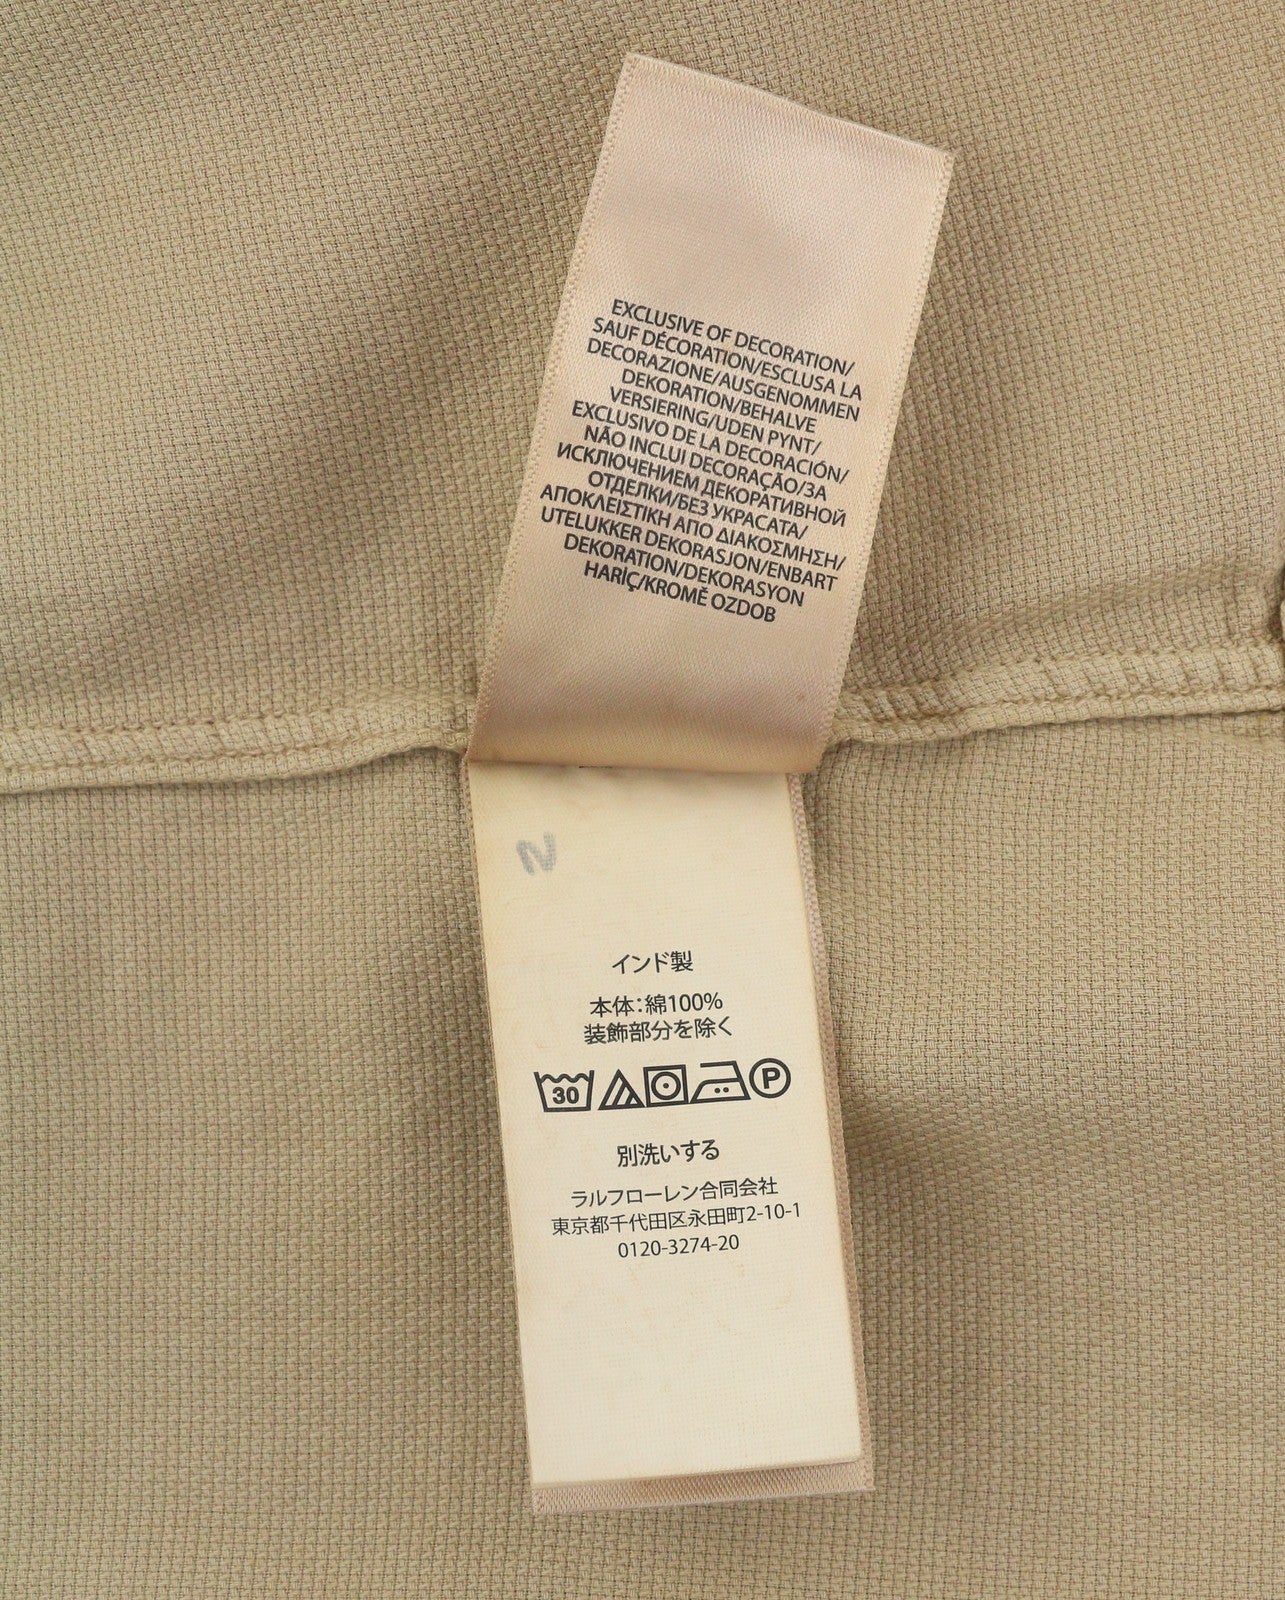 EXCLUSIVE OF DECORATION/
SAUF DÉCORATION/ESCLUSA LA
DECORAZIONE/AUSGENOMMEN
DEKORATION/BEHALVE
VERSIERING/UDEN PYNT/
EXCLUSIVO DE LA DECORACIÓN/
NÃO INCLUI DECORAÇÃO/ЗА
ИСКЛЮЧЕНИЕМ ДЕКОРАТИВНОЙ
ОТДЕЛКИ/БЕЗ УКРАСАТА/
ΑΠΟΚΛΕΙΣΤΙΚΗ ΑΠΟ ΔΙΑΚΟΣΜΗΣΗ/
UTELUKKER DEKORASJON/ENBART
DEKORATION/DEKORASYON
HARİÇ/KROMĚ OZDOB
N
インド製
本体:綿100%
装飾部分を除く
30 P
別洗いする
ラルフローレン合同会社
東京都千代田区永田町2-10-1
0120-3274-20